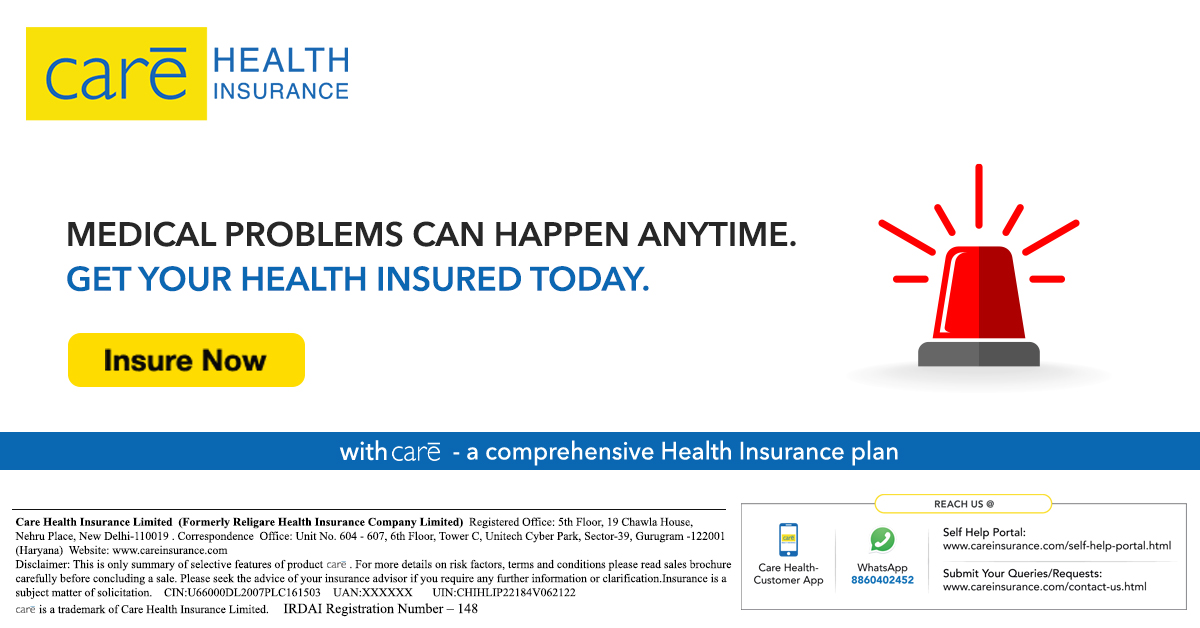 carē HEALTH
INSURANCE
MEDICAL PROBLEMS CAN HAPPEN ANYTIME.
GET YOUR HEALTH INSURED TODAY.
Insure Now
with carē - a comprehensive Health Insurance plan
Care Health Insurance Limited (Formerly Religare Health Insurance Company Limited) Registered Office: 5th Floor, 19 Chawla House,
Nehru Place, New Delhi-110019 . Correspondence Office: Unit No. 604 - 607, 6th Floor, Tower C, Unitech Cyber Park, Sector-39, Gurugram -122001
(Haryana) Website: www.careinsurance.com
Disclaimer: This is only summary of selective features of product carē . For more details on risk factors, terms and conditions please read sales brochure
carefully before concluding a sale. Please seek the advice of your insurance advisor if you require any further information or clarification.Insurance is a
subject matter of solicitation. CIN:U66000DL2007PLC161503 UAN:XXXXXX UIN:CHIHLIP22184V062122
carē is a trademark of Care Health Insurance Limited. IRDAI Registration Number – 148
REACH US @
carē
Care Health-
Customer App
WhatsApp
8860402452
Self Help Portal:
www.careinsurance.com/self-help-portal.html
Submit Your Queries/Requests:
www.careinsurance.com/contact-us.html